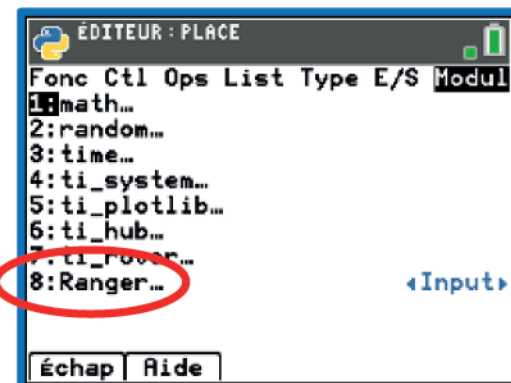 ÉDITEUR : PLACE
Fonc Ctl Ops List Type E/S Modul
1:math…
2:random…
3:time…
4:ti_system…
5:ti_plotlib…
6:ti_hub…
7:ti_rover…
8:Ranger… ◂Input▸
Échap Aide